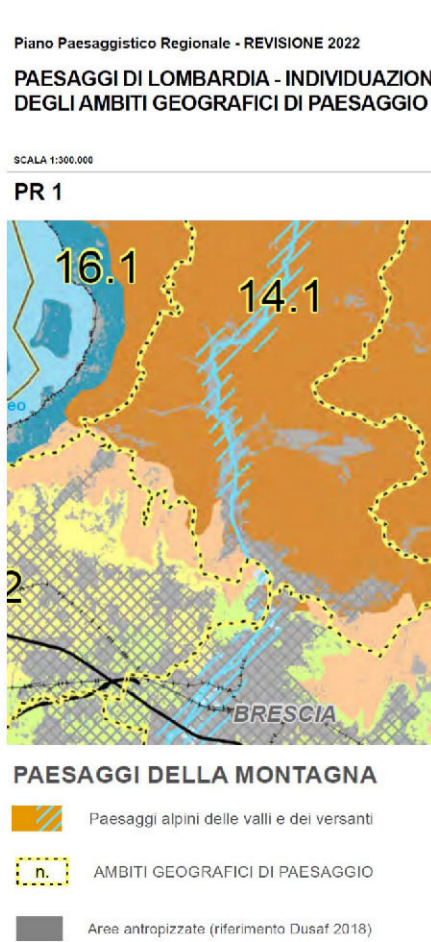 Piano Paesaggistico Regionale - REVISIONE 2022
PAESAGGI DI LOMBARDIA - INDIVIDUAZION
DEGLI AMBITI GEOGRAFICI DI PAESAGGIO
SCALA 1:300.000
PR 1
16.1
14.1
eo
2
BRESCIA
PAESAGGI DELLA MONTAGNA
Paesaggi alpini delle valli e dei versanti
n.
AMBITI GEOGRAFICI DI PAESAGGIO
Aree antropizzate (riferimento Dusaf 2018)